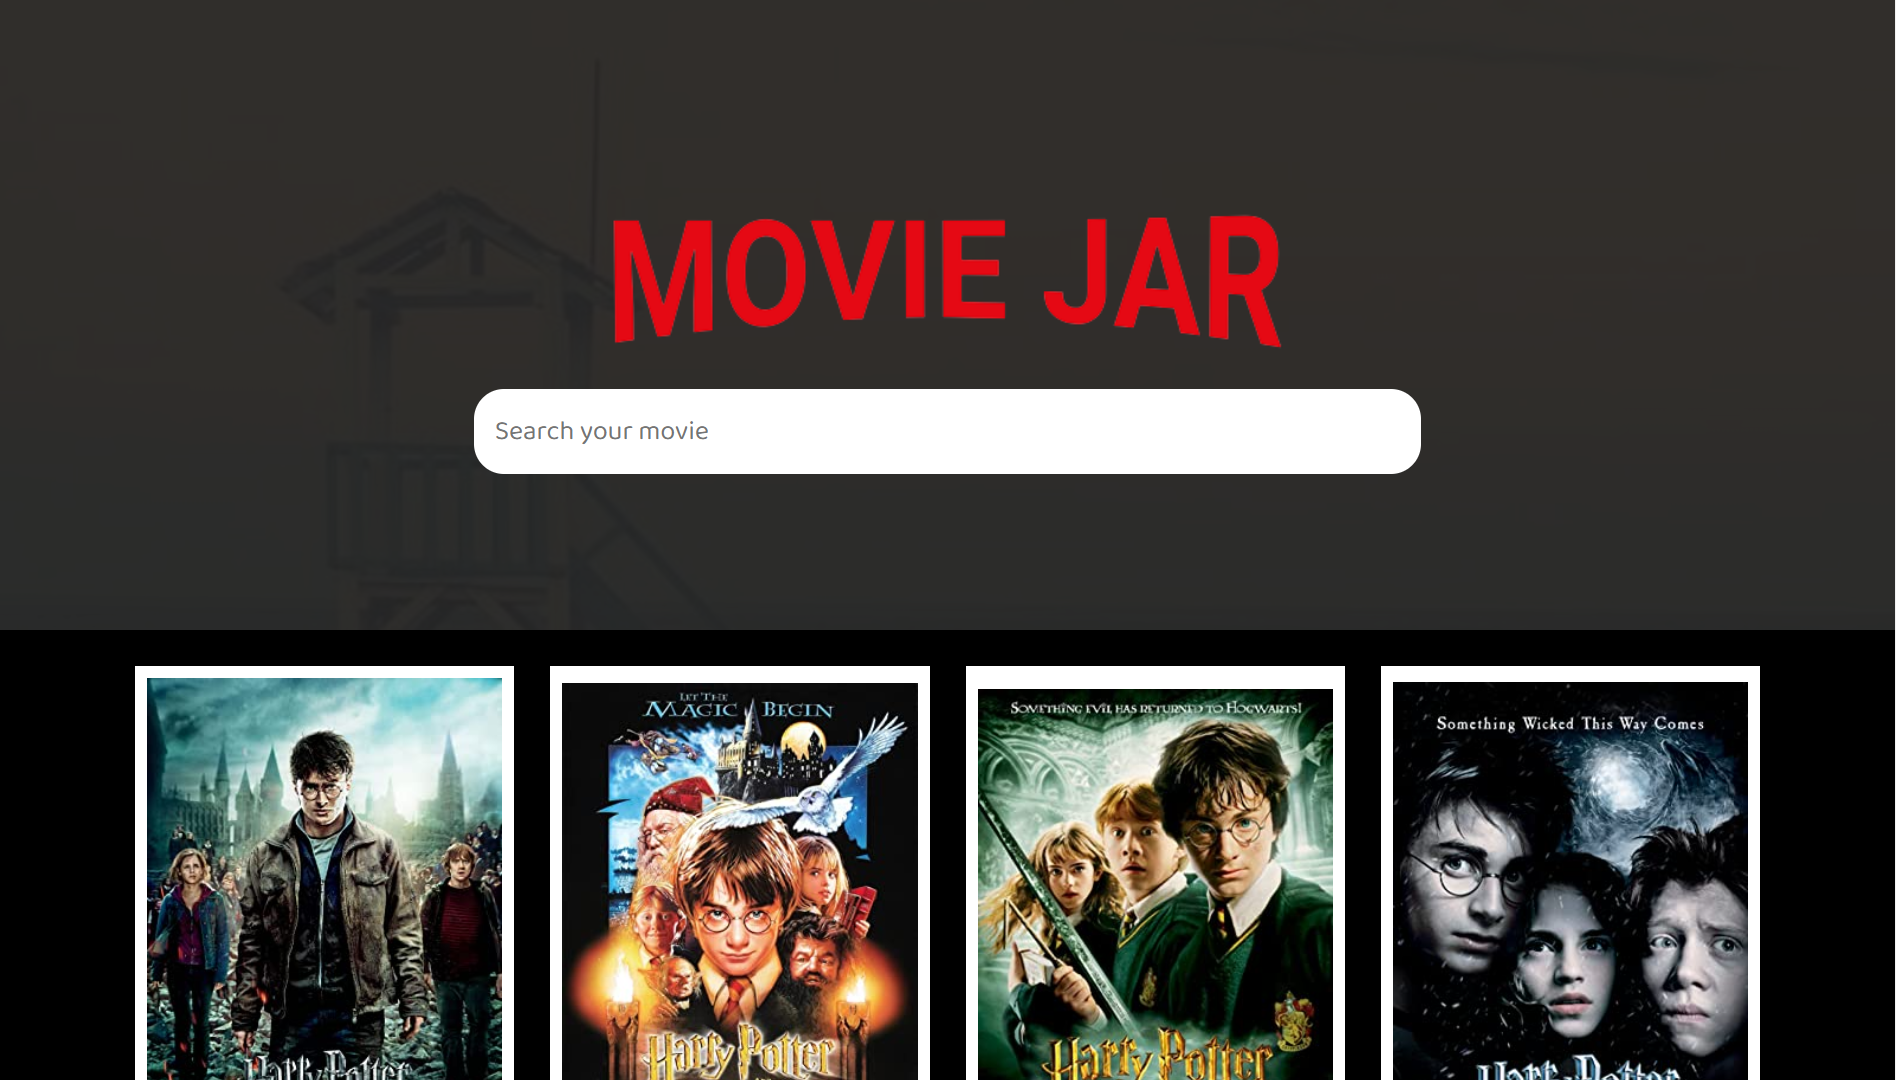 MOVIE JAR
Search your movie
LET THE
MAGIC BEGIN
SOMETHING EVIL HAS RETURNED TO HOGWARTS!
Something Wicked This Way Comes
Harry Potter
Harry Potter
Harry Potter
Harry Potter